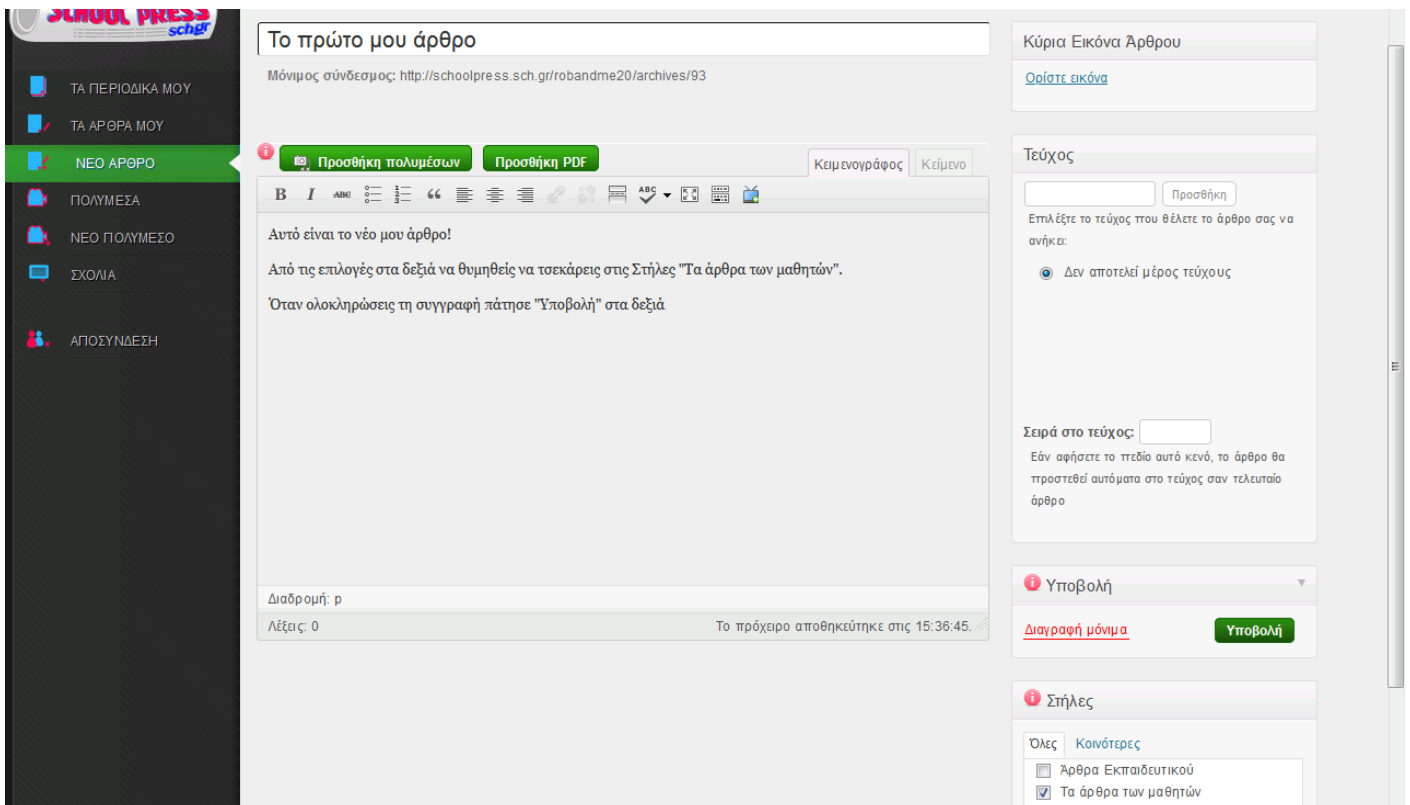 SCHOOL PRESS
schgr
ΤΑ ΠΕΡΙΟΔΙΚΑ ΜΟΥ
ΤΑ ΑΡΘΡΑ ΜΟΥ
ΝΕΟ ΑΡΘΡΟ
ΠΟΛΥΜΕΣΑ
ΝΕΟ ΠΟΛΥΜΕΣΟ
ΣΧΟΛΙΑ
ΑΠΟΣΥΝΔΕΣΗ
Το πρώτο μου άρθρο
Μόνιμος σύνδεσμος: http://schoolpress.sch.gr/robandme20/archives/93
Προσθήκη πολυμέσων Προσθήκη PDF
Κειμενογράφος Κείμενο
B I ABC ABC
Αυτό είναι το νέο μου άρθρο!
Από τις επιλογές στα δεξιά να θυμηθείς να τσεκάρεις στις Στήλες "Τα άρθρα των μαθητών".
Όταν ολοκληρώσεις τη συγγραφή πάτησε "Υποβολή" στα δεξιά
Διαδρομή: p
Λέξεις: 0 Το πρόχειρο αποθηκεύτηκε στις 15:36:45.
Κύρια Εικόνα Άρθρου
Ορίστε εικόνα
Τεύχος
Προσθήκη
Επιλέξτε το τεύχος που θέλετε το άρθρο σας να
ανήκει:
Δεν αποτελεί μέρος τεύχους
Σειρά στο τεύχος:
Εάν αφήσετε το πεδίο αυτό κενό, το άρθρο θα
προστεθεί αυτόματα στο τεύχος σαν τελευταίο
άρθρο
Υποβολή
Διαγραφή μόνιμα Υποβολή
Στήλες
Όλες Κοινότερες
Άρθρα Εκπαιδευτικού
Τα άρθρα των μαθητών